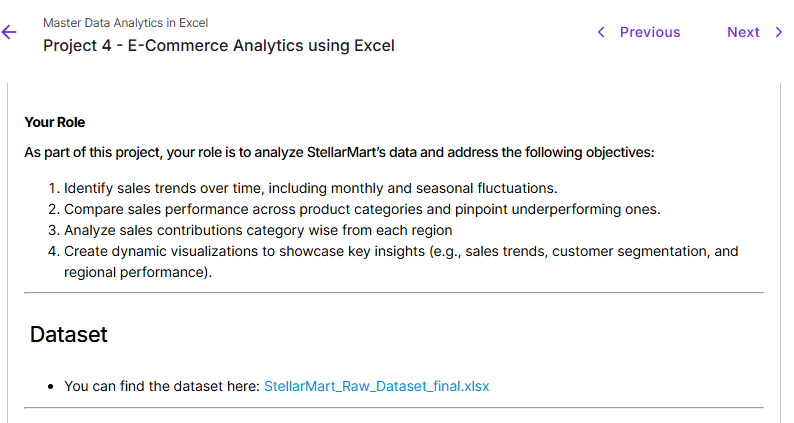 Master Data Analytics in Excel
Project 4 - E-Commerce Analytics using Excel
Previous
Next
Your Role
As part of this project, your role is to analyze StellarMart’s data and address the following objectives:
1. Identify sales trends over time, including monthly and seasonal fluctuations.
2. Compare sales performance across product categories and pinpoint underperforming ones.
3. Analyze sales contributions category wise from each region
4. Create dynamic visualizations to showcase key insights (e.g., sales trends, customer segmentation, and
regional performance).
Dataset
• You can find the dataset here: StellarMart_Raw_Dataset_final.xlsx